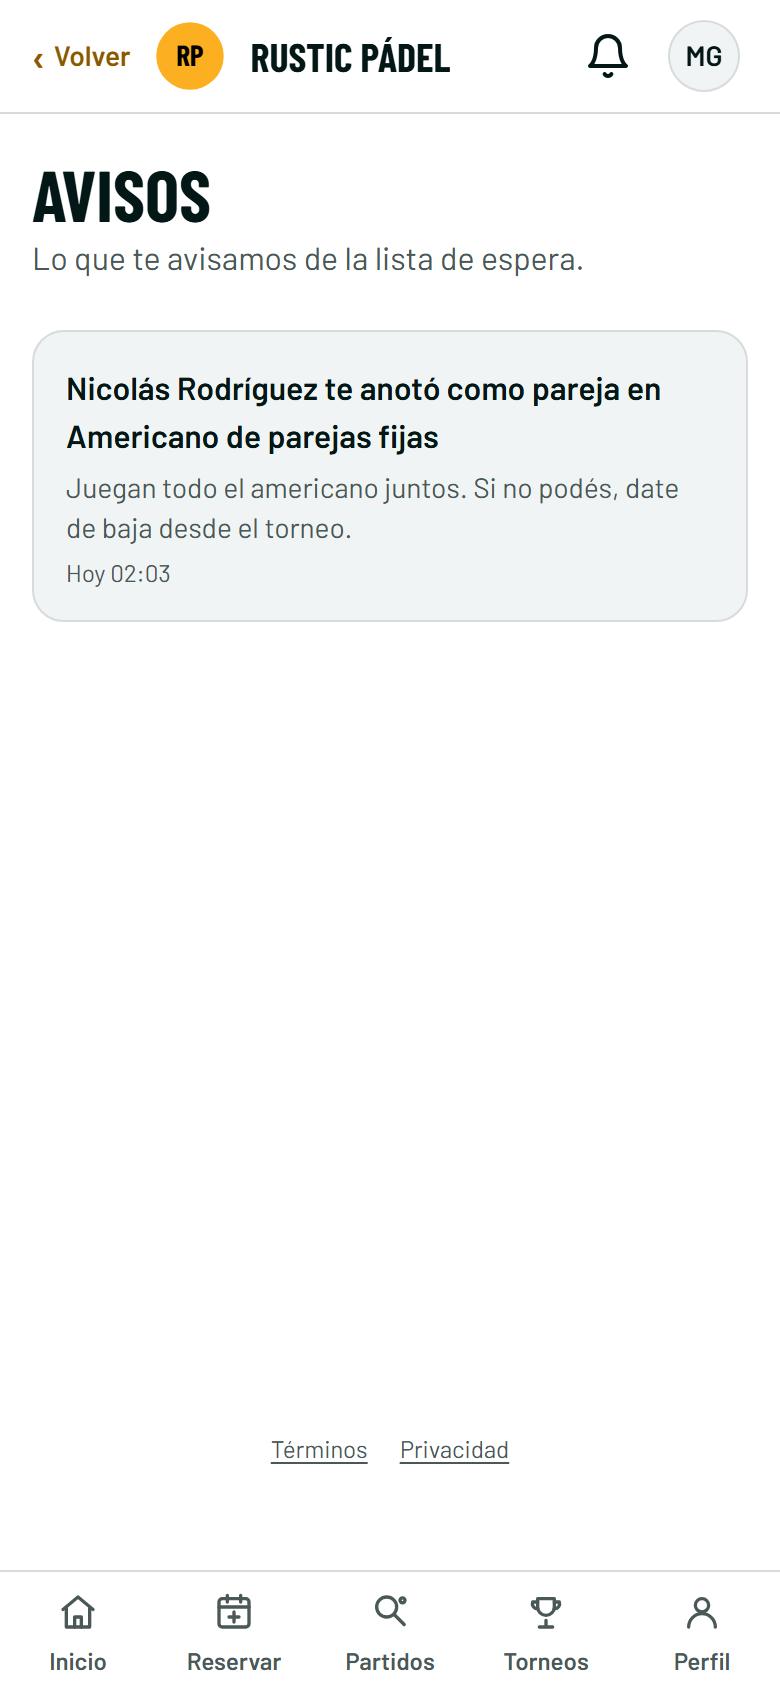 ‹ Volver RP RUSTIC PÁDEL MG
AVISOS
Lo que te avisamos de la lista de espera.
Nicolás Rodríguez te anotó como pareja en
Americano de parejas fijas
Juegan todo el americano juntos. Si no podés, date
de baja desde el torneo.
Hoy 02:03
Términos Privacidad
Inicio Reservar Partidos Torneos Perfil